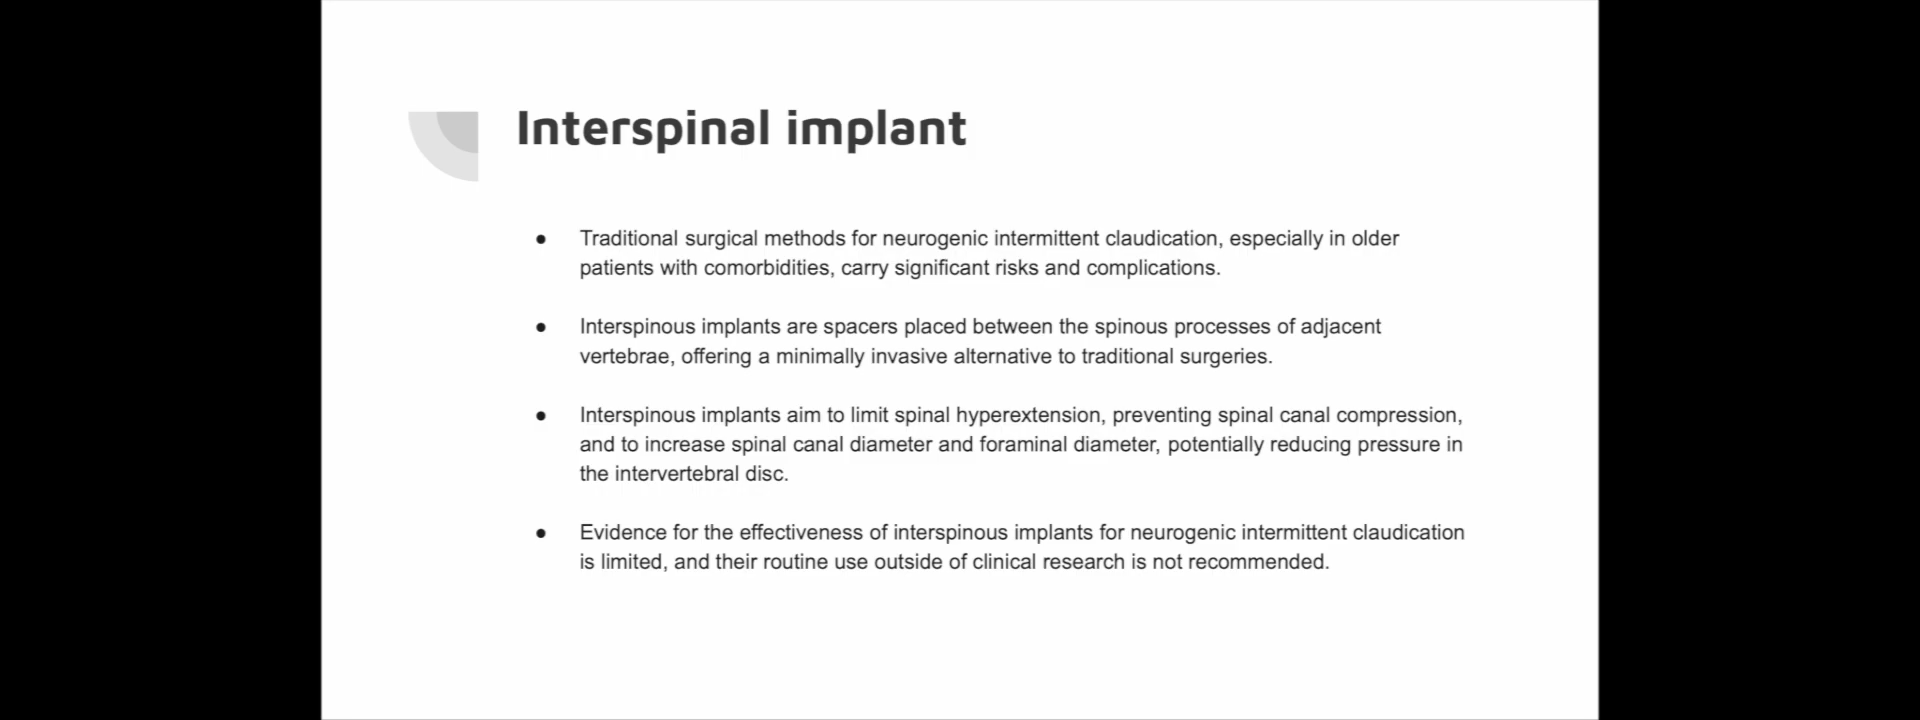 Interspinal implant
● Traditional surgical methods for neurogenic intermittent claudication, especially in older
patients with comorbidities, carry significant risks and complications.
● Interspinous implants are spacers placed between the spinous processes of adjacent
vertebrae, offering a minimally invasive alternative to traditional surgeries.
● Interspinous implants aim to limit spinal hyperextension, preventing spinal canal compression,
and to increase spinal canal diameter and foraminal diameter, potentially reducing pressure in
the intervertebral disc.
● Evidence for the effectiveness of interspinous implants for neurogenic intermittent claudication
is limited, and their routine use outside of clinical research is not recommended.